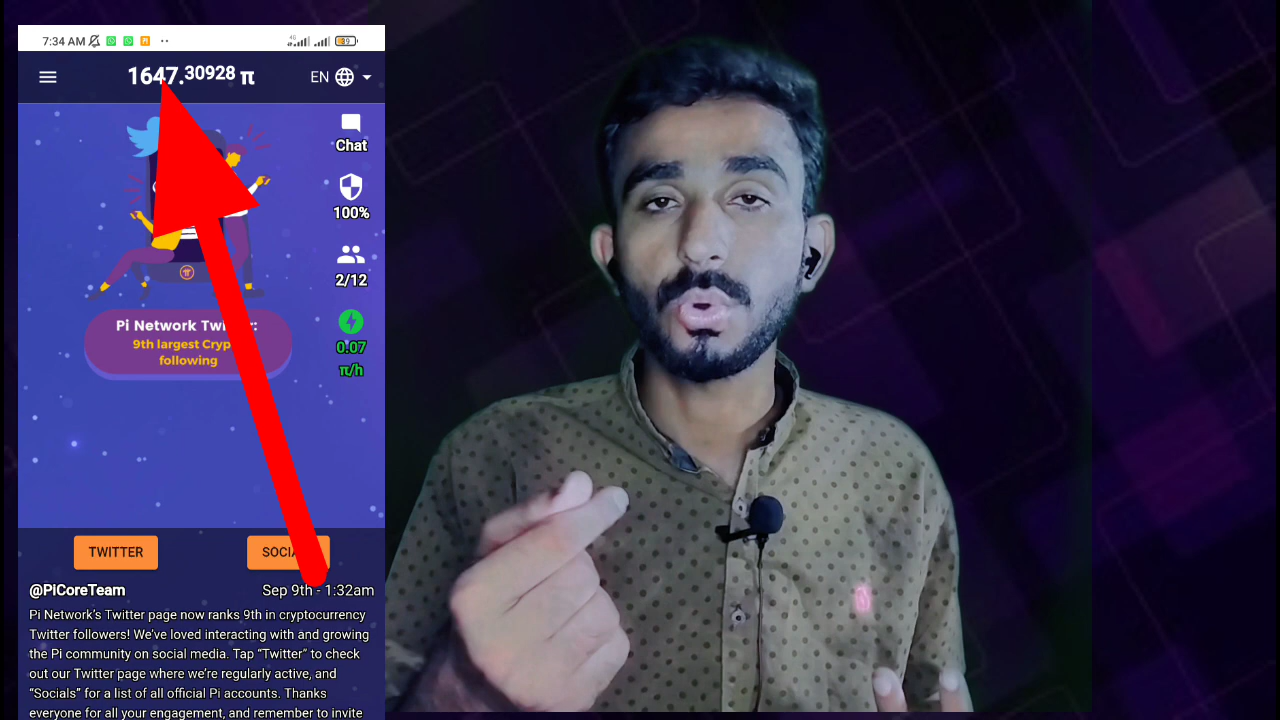 7:34 AM
4G
89
1647.30928 π
EN
Chat
100%
2/12
0.07
π/h
Pi Network
9th largest
following
TWITTER
@PiCoreTeam
Sep 9th - 1:32am
Pi Network's Twitter page now ranks 9th in cryptocurrency
Twitter followers! We've loved interacting with and growing
the Pi community on social media. Tap "Twitter" to check
out our Twitter page where we're regularly active, and
"Socials" for a list of all official Pi accounts. Thanks
everyone for all your engagement, and remember to invite